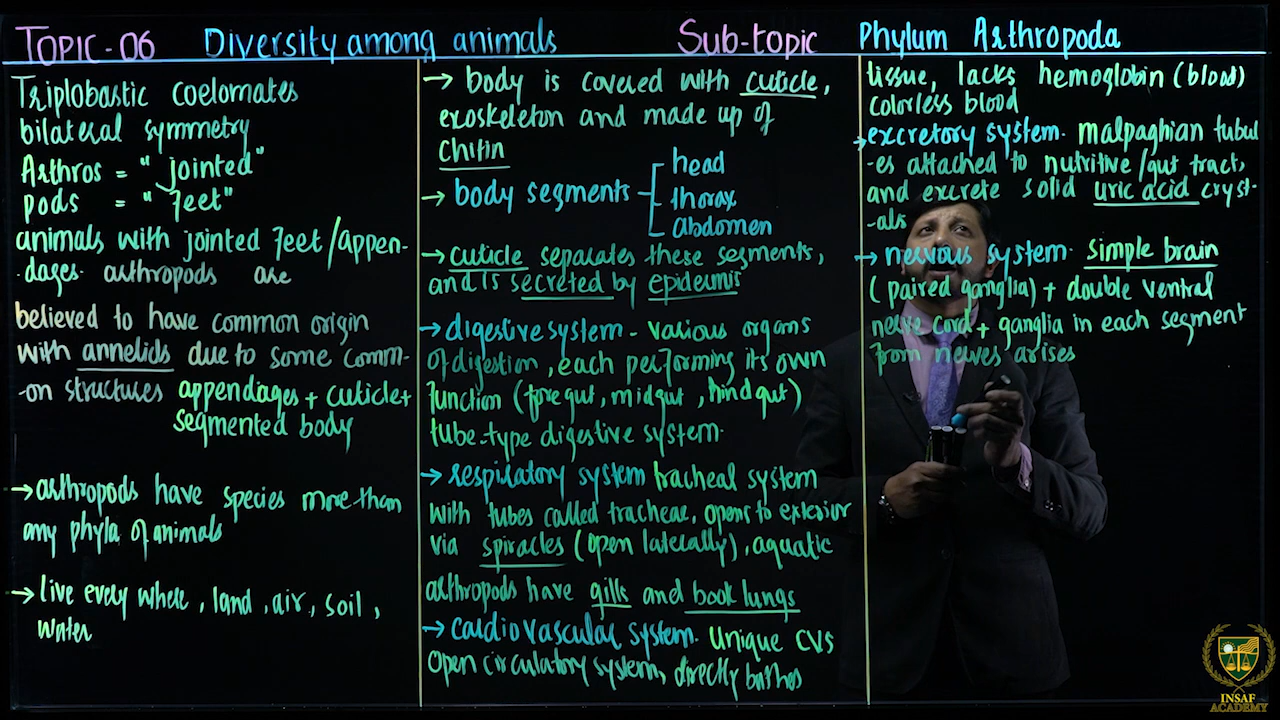 TOPIC-06 Diversity among animals Sub-topic Phylum Arthropoda
Triplobastic coelomates
bilateral symmetry
Arthros = "jointed"
pods = "Feet"
animals with jointed Feet/appen-
-dages. arthropods are
believed to have common origin
with annelids due to some comm-
-on structures appendages + cuticle+
segmented body
→ arthropods have species more than
any phyla of animals
→ live every where, land, air, soil,
water
→ body is covered with cuticle,
exoskeleton and made up of
Chitin
→ body segments
head
thorax
abdomen
→ cuticle separates these segments,
and is secreted by epidermis
→ digestive system - various organs
of digestion, each performing its own
Function (foregut, midgut, hindgut)
tube-type digestive system.
→ respiratory system tracheal system
with tubes called tracheae, opens to exterior
via spiracles (open laterally), aquatic
arthropods have gills and book lungs
→ cardiovascular system. Unique CVS
Open circulatory system, directly bathes
tissue, lacks hemoglobin (blood)
colorless blood
→ excretory system. malpaghian tubul
-es attached to nutritive/gut tract,
and excrete solid uric acid cryst-
-als
→ nervous system. simple brain
(paired ganglia) + double ventral
nerve cord + ganglia in each segment
From nerves arises
INSAF
ACADEMY